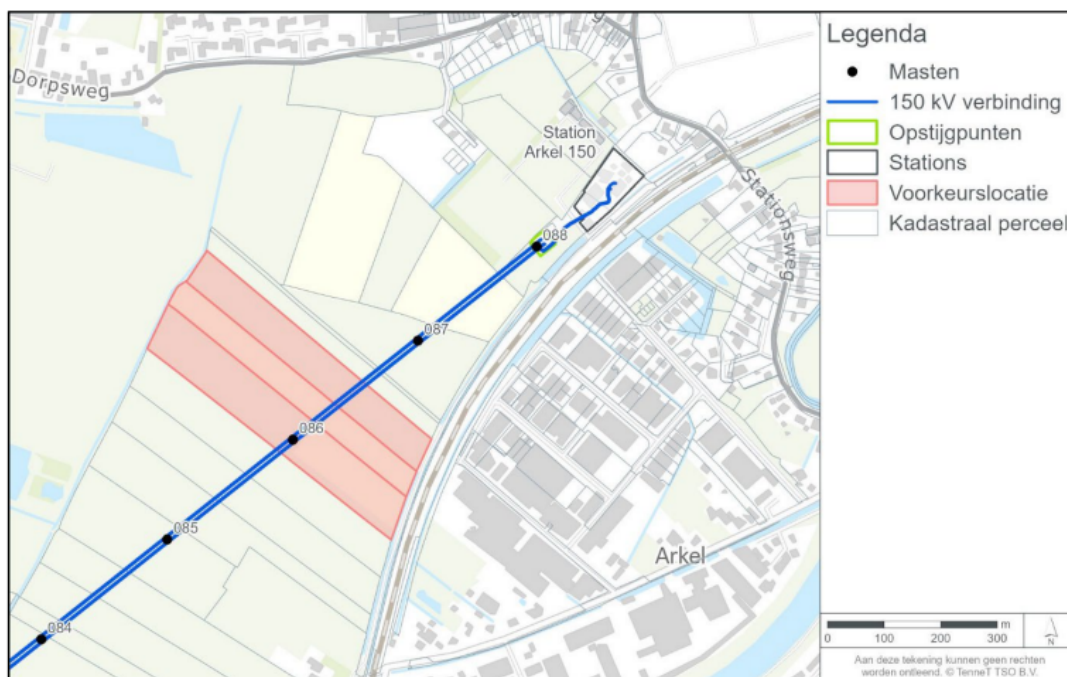 Dorpsweg
Station
Arkel 150
Stationsweg
088
087
086
085
084
Arkel
Legenda
Masten
150 kV verbinding
Opstijgpunten
Stations
Voorkeurslocatie
Kadastraal perceel
m
0 100 200 300
N
Aan deze tekening kunnen geen rechten
worden ontleend. © TenneT TSO B.V.